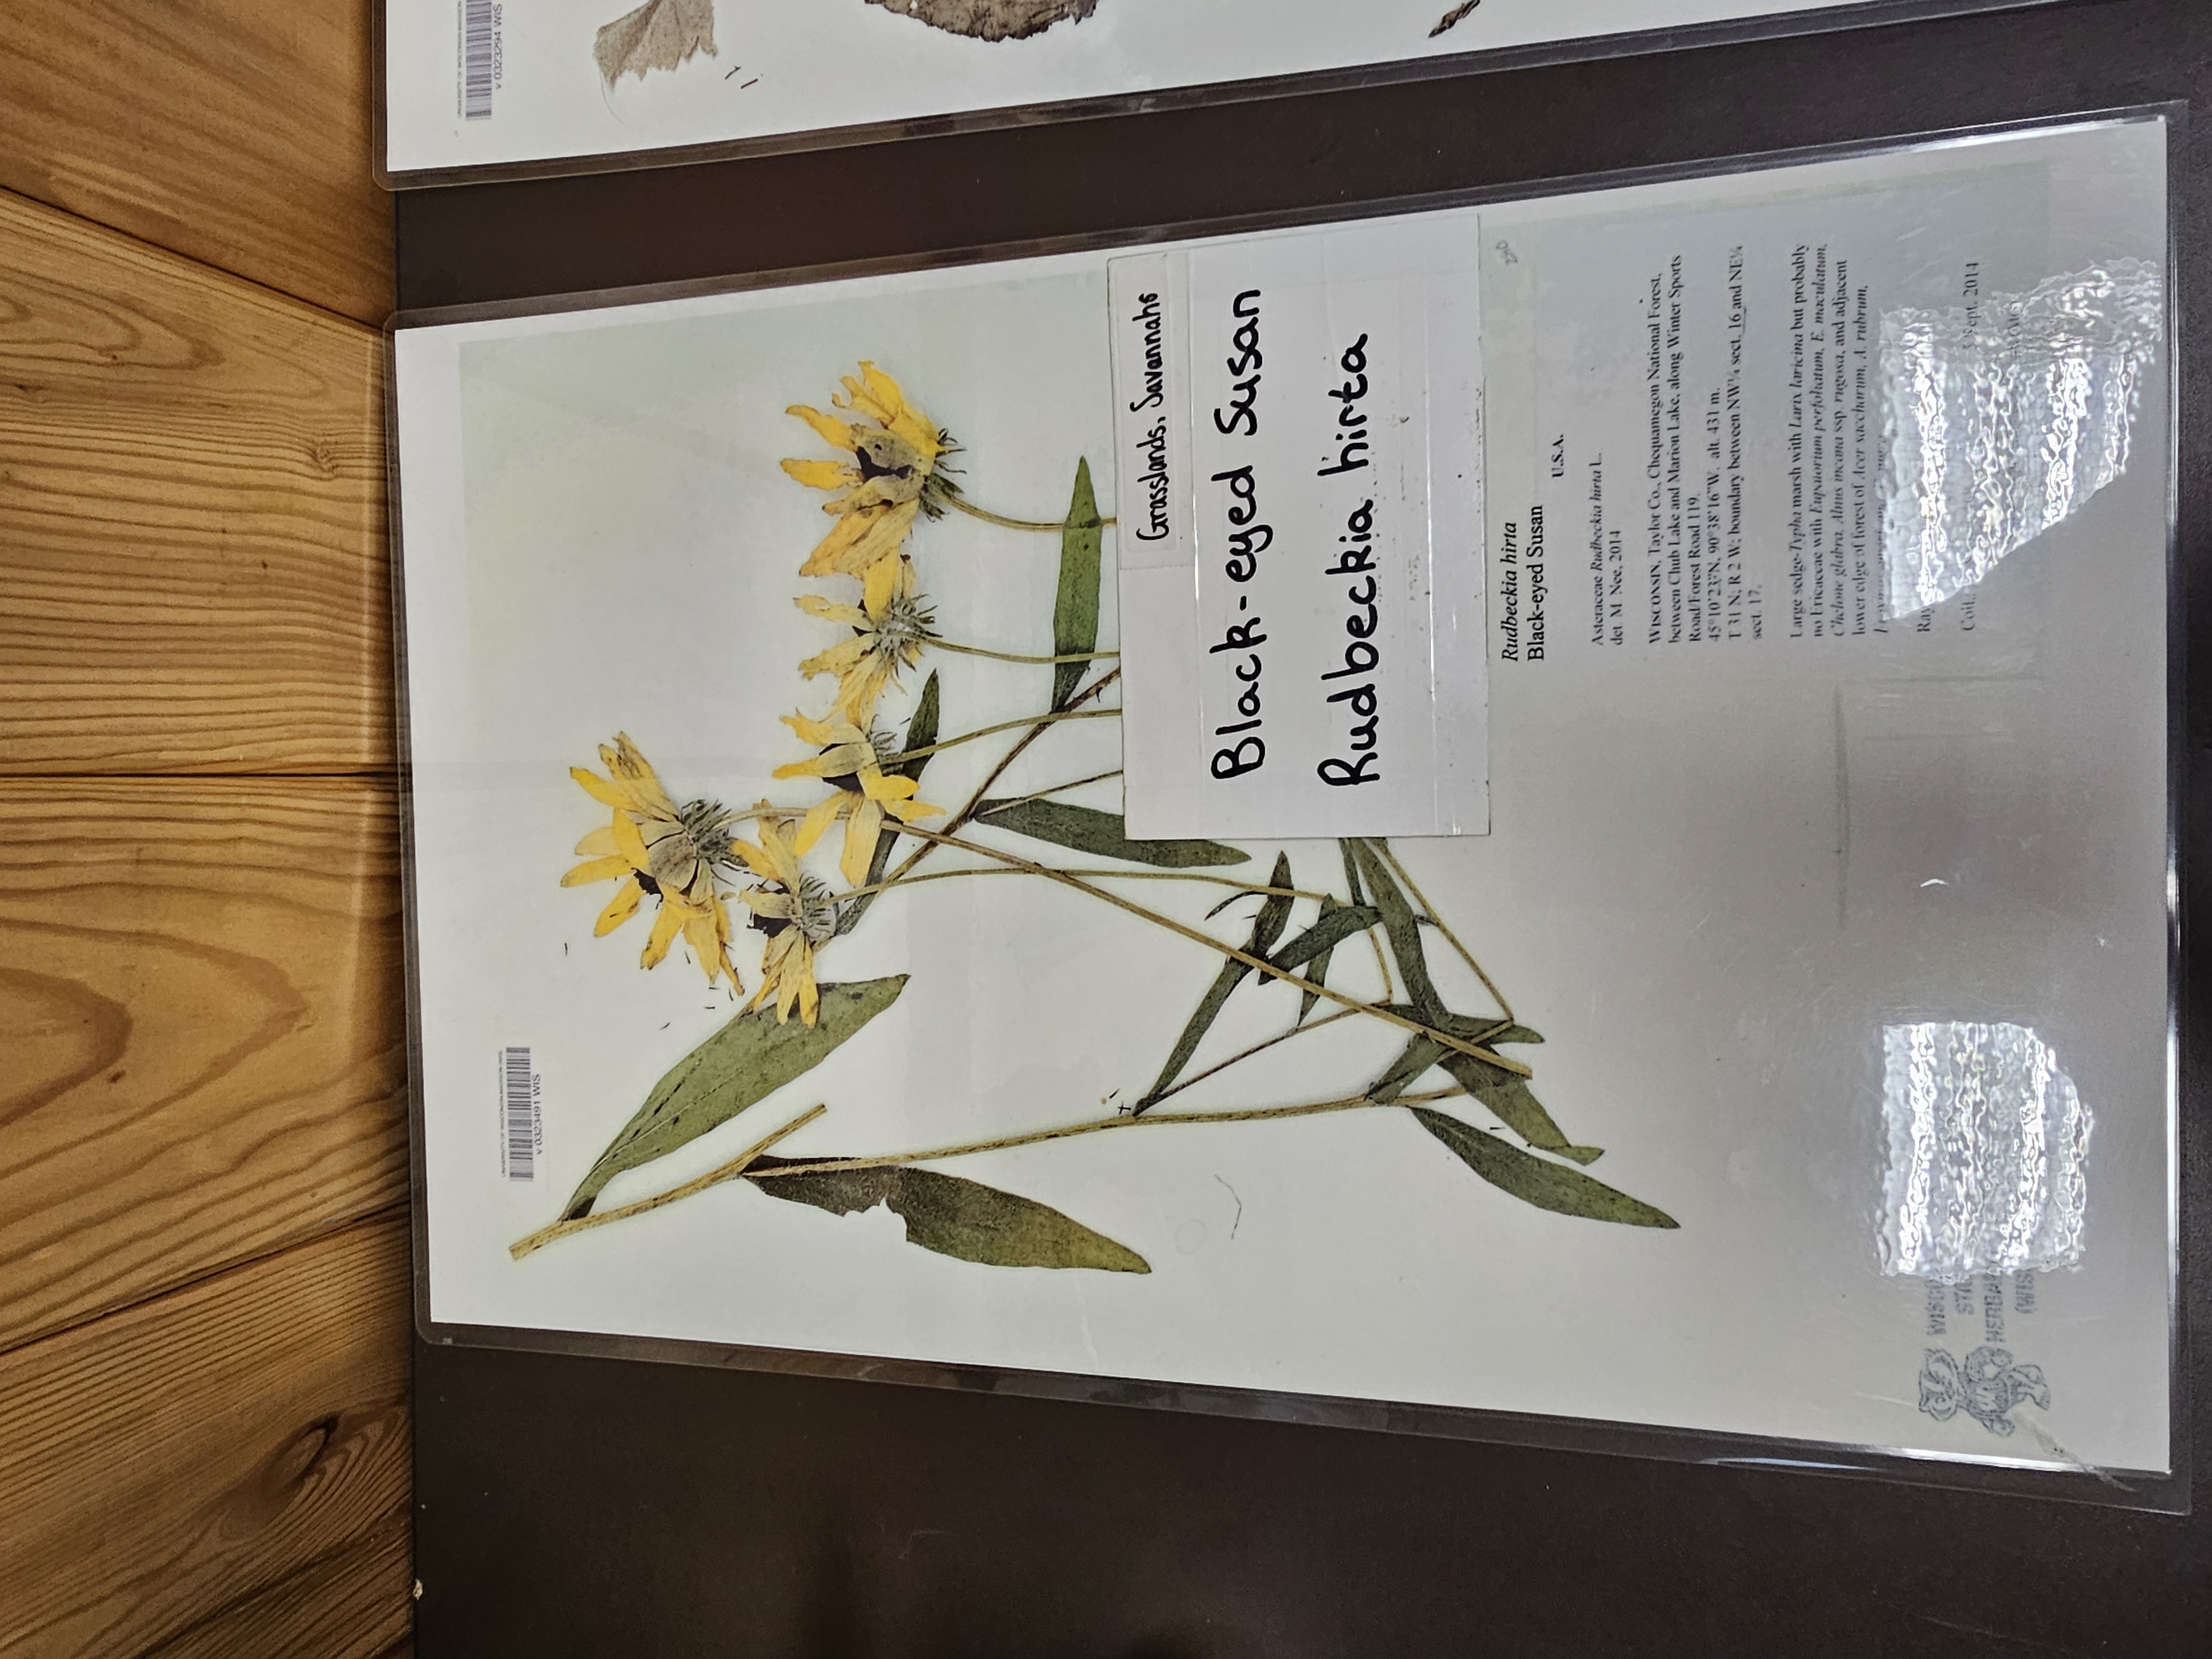 v 0323294 WIS
v 0323491 WIS
Grasslands, Savannahs
Black-eyed Susan
Rudbeckia hirta
Rudbeckia hirta
Black-eyed Susan
U.S.A.
Asteraceae Rudbeckia hirta L.
det. M Nee, 2014
WISCONSIN, Taylor Co., Chequamegon National Forest,
between Chub Lake and Marion Lake, along Winter Sports
Road/Forest Road 119.
45°10'23"N, 90°38'16"W, alt. 431 m.
T 31 N; R 2 W; boundary between NW¼ sect. 16 and NE¼
sect. 17.
Large sedge-Typha marsh with Larix laricina but probably
no Ericaceae with Eupatorium perfoliatum, E. maculatum,
Chelone glabra, Alnus incana ssp. rugosa, and adjacent
lower edge of forest of Acer saccharum, A. rubrum,
Ray
Sept. 2014